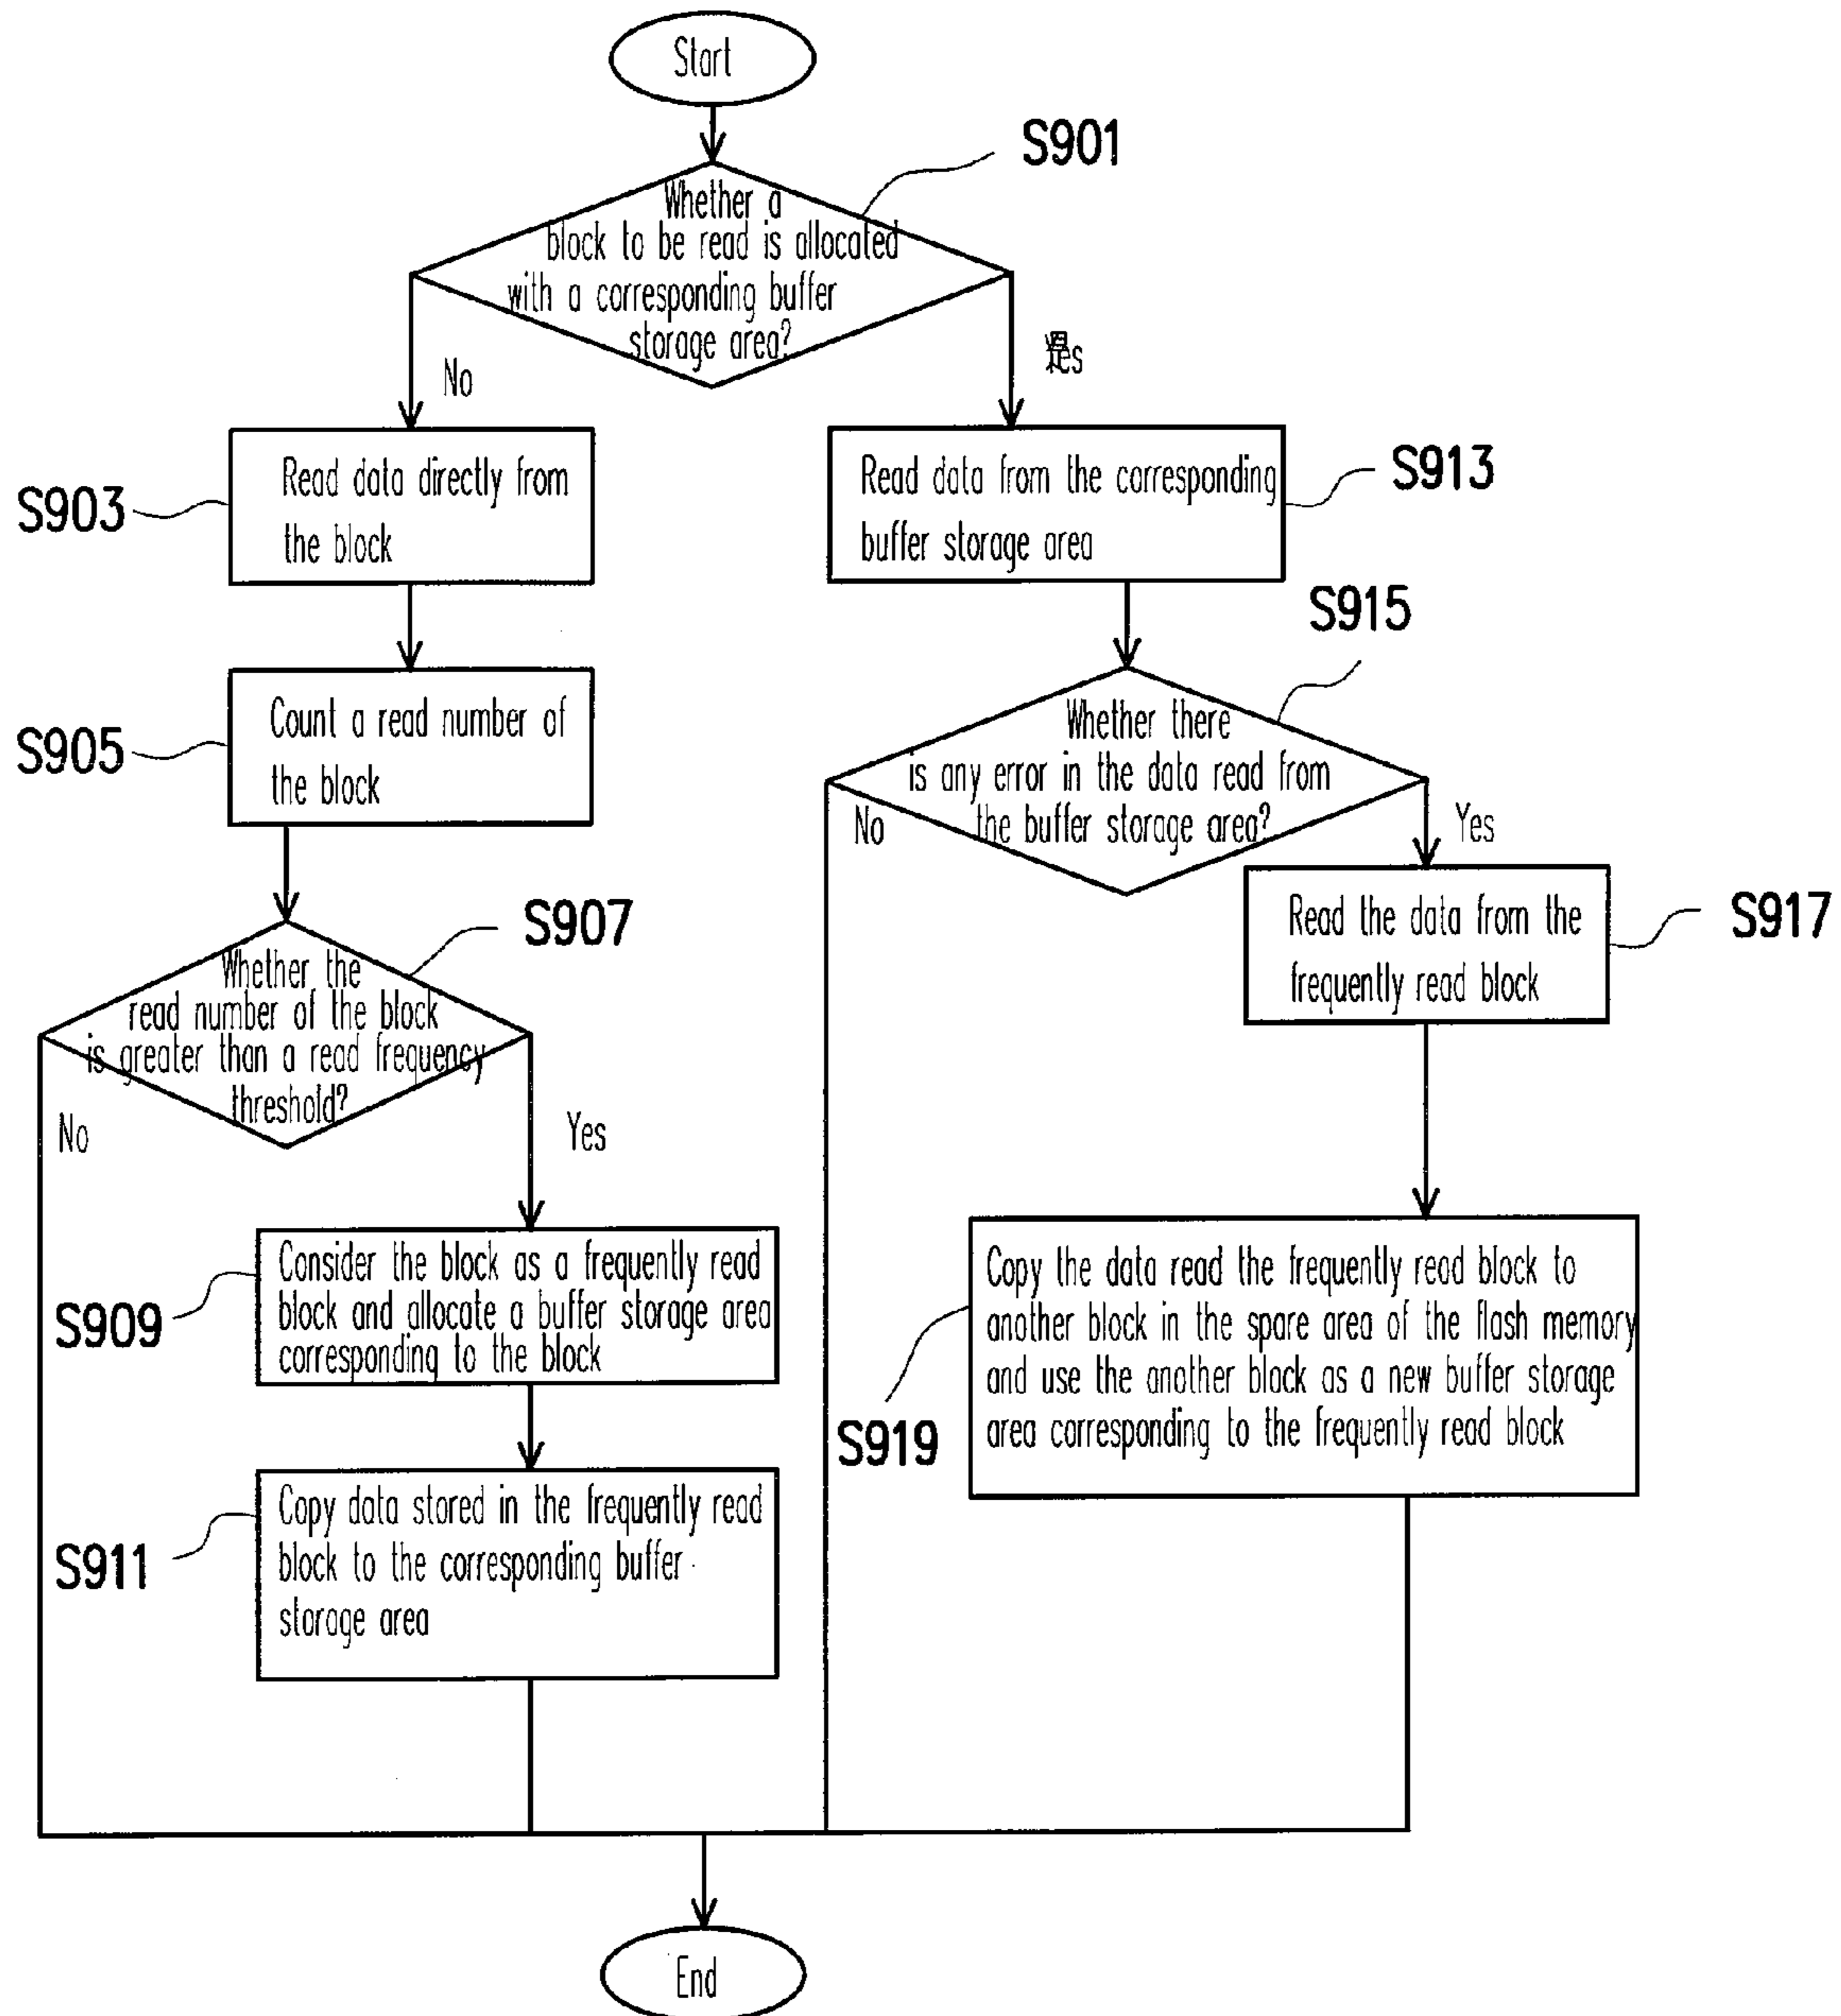 Start
S901
Whether a
block to be read is allocated
with a corresponding buffer
storage area?
No
是Yes
S903
Read data directly from
the block
Read data from the corresponding
buffer storage area
S913
S905
Count a read number of
the block
S915
Whether there
is any error in the data read from
the buffer storage area?
No
Yes
S907
Whether the
read number of the block
is greater than a read frequency
threshold?
No
Yes
Read the data from the
frequently read block
S917
S909
Consider the block as a frequently read
block and allocate a buffer storage area
corresponding to the block
S911
Copy data stored in the frequently read
block to the corresponding buffer
storage area
S919
Copy the data read the frequently read block to
another block in the spare area of the flash memory
and use the another block as a new buffer storage
area corresponding to the frequently read block
End